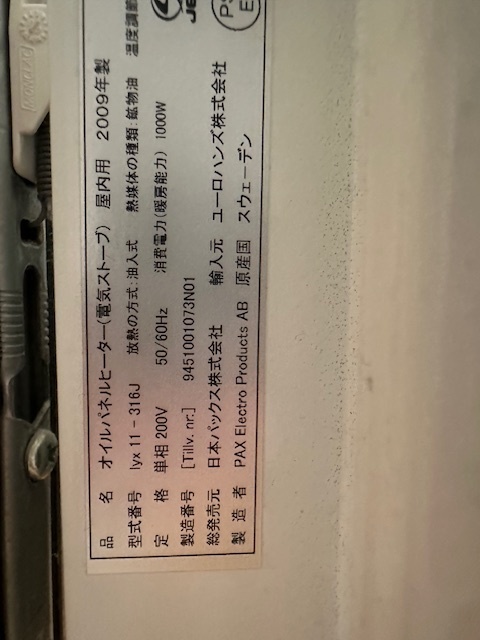 品名 オイルパネルヒーター(電気ストーブ) 屋内用 2009年製
型式番号 lyx 11 - 316J 放熱の方式:油入式 熱媒体の種類:鉱物油 温度調節
定格 単相 200V 50/60Hz 消費電力(暖房能力) 1000W
製造番号 [Tillv. nr.] 9451001073N01
総発売元 日本パックス株式会社 輸入元 ユーロハンズ株式会社
製造者 PAX Electro Products AB 原産国 スウェーデン
PS
E